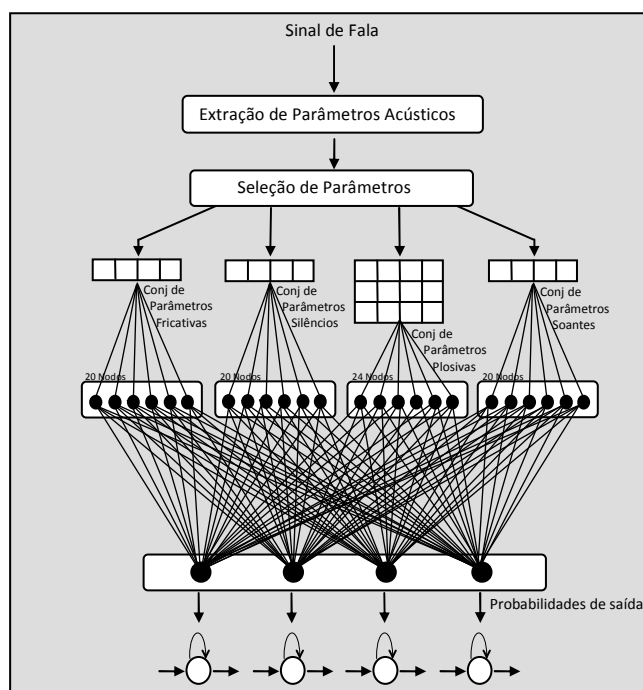 Sinal de Fala
Extração de Parâmetros Acústicos
Seleção de Parâmetros
Conj de
Parâmetros
Fricativas
Conj de
Parâmetros
Silêncios
Conj de
Parâmetros
Plosivas
Conj de
Parâmetros
Soantes
20 Nodos
20 Nodos
24 Nodos
20 Nodos
Probabilidades de saída